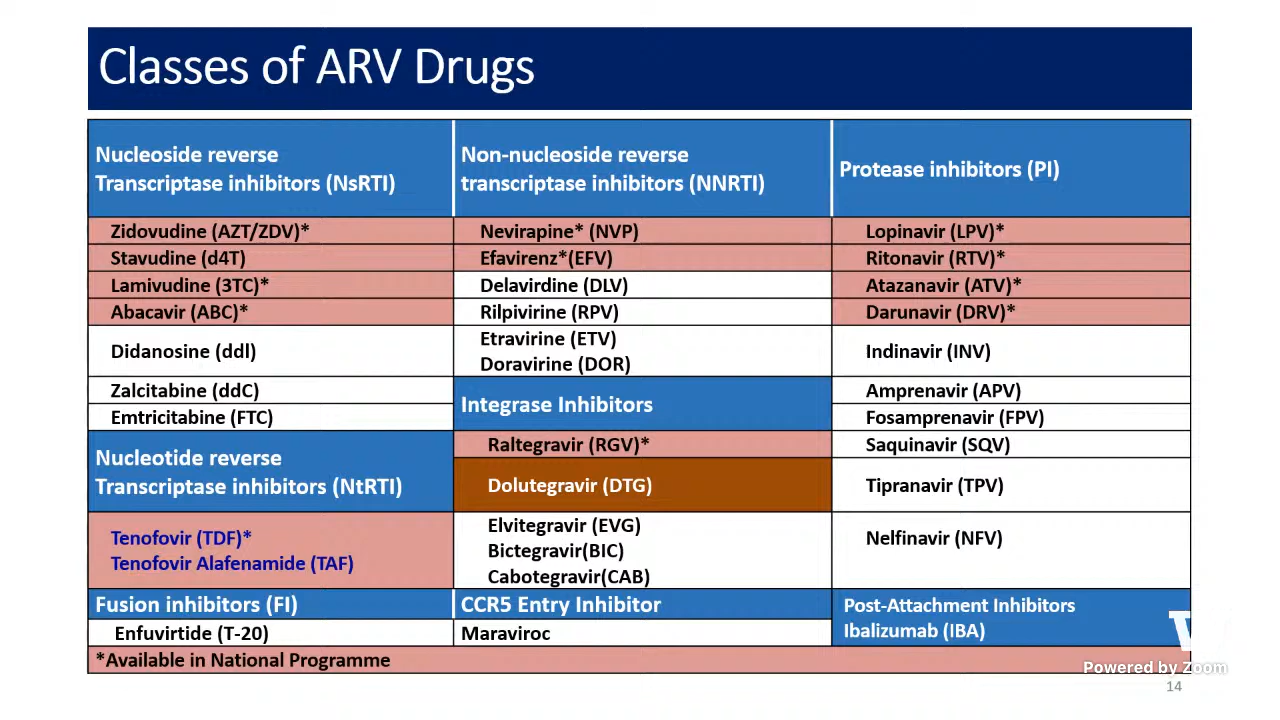 Classes of ARV Drugs
Nucleoside reverse
Transcriptase inhibitors (NsRTI)
Non-nucleoside reverse
transcriptase inhibitors (NNRTI)
Protease inhibitors (PI)
Zidovudine (AZT/ZDV)*
Nevirapine* (NVP)
Lopinavir (LPV)*
Stavudine (d4T)
Efavirenz*(EFV)
Ritonavir (RTV)*
Lamivudine (3TC)*
Delavirdine (DLV)
Atazanavir (ATV)*
Abacavir (ABC)*
Rilpivirine (RPV)
Darunavir (DRV)*
Didanosine (ddl)
Etravirine (ETV)
Doravirine (DOR)
Indinavir (INV)
Zalcitabine (ddC)
Integrase Inhibitors
Amprenavir (APV)
Emtricitabine (FTC)
Fosamprenavir (FPV)
Nucleotide reverse
Transcriptase inhibitors (NtRTI)
Raltegravir (RGV)*
Saquinavir (SQV)
Dolutegravir (DTG)
Tipranavir (TPV)
Tenofovir (TDF)*
Tenofovir Alafenamide (TAF)
Elvitegravir (EVG)
Bictegravir(BIC)
Cabotegravir(CAB)
Nelfinavir (NFV)
Fusion inhibitors (FI)
CCR5 Entry Inhibitor
Post-Attachment Inhibitors
Ibalizumab (IBA)
Enfuvirtide (T-20)
Maraviroc
*Available in National Programme
Powered by Zoom
14